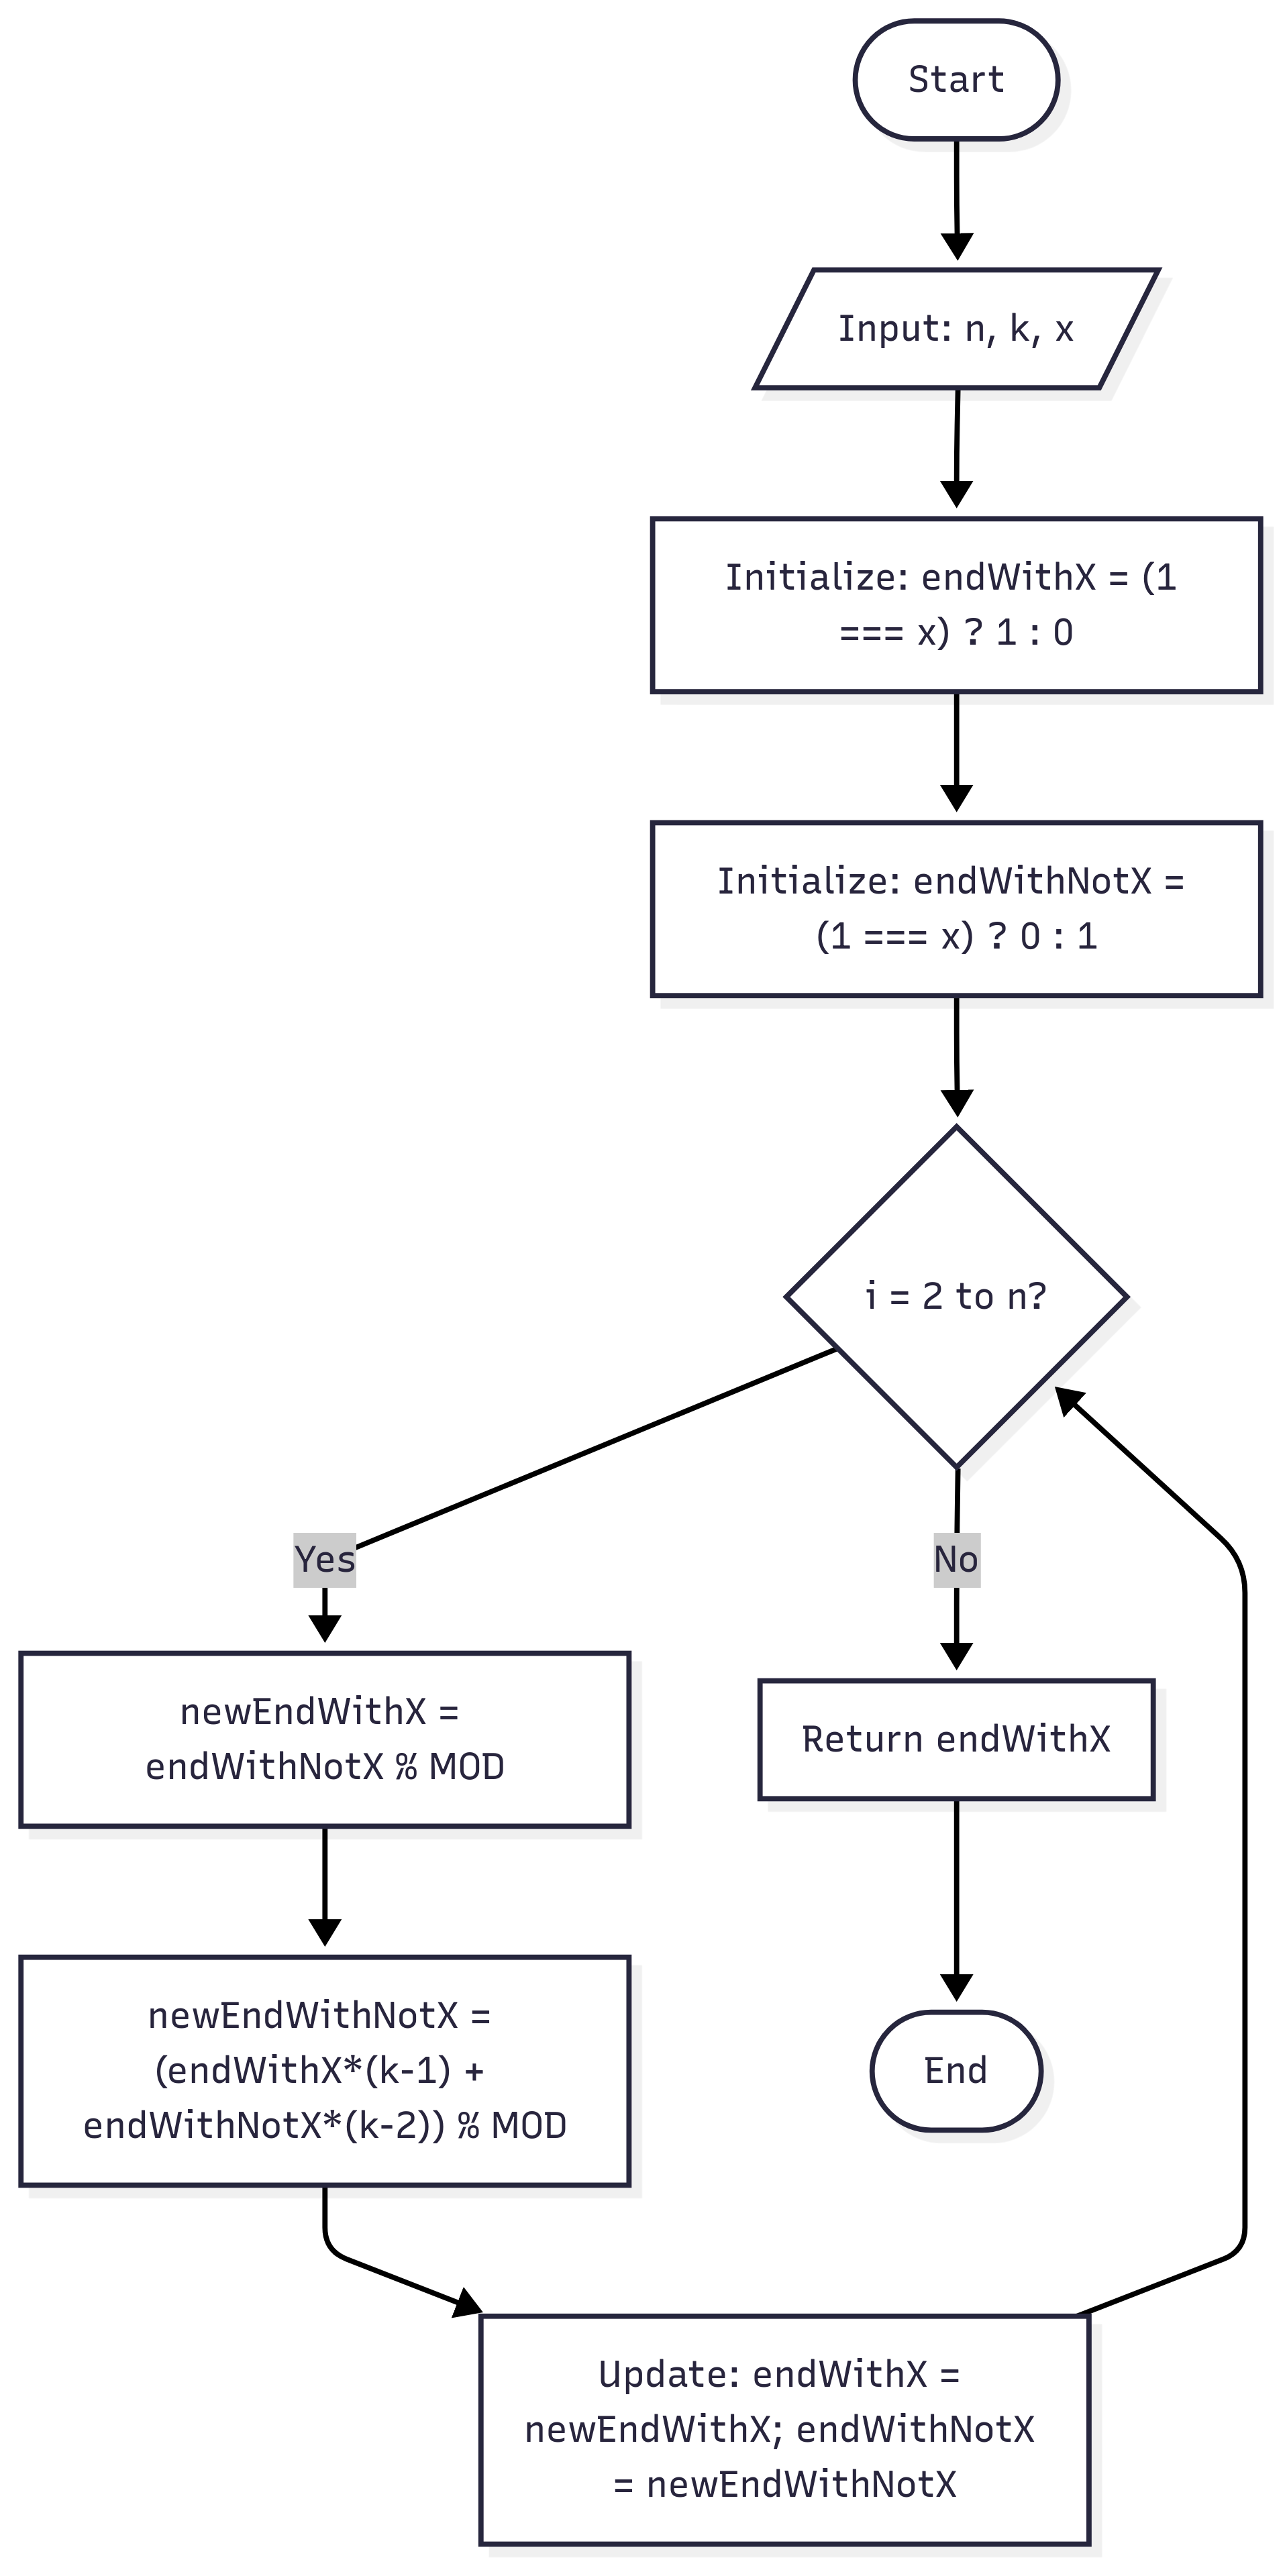 Start
Input: n, k, x
Initialize: endWithX = (1
=== x) ? 1 : 0
Initialize: endWithNotX =
(1 === x) ? 0 : 1
i = 2 to n?
Yes
No
newEndWithX =
endWithNotX % MOD
Return endWithX
newEndWithNotX =
(endWithX*(k-1) +
endWithNotX*(k-2)) % MOD
End
Update: endWithX =
newEndWithX; endWithNotX
= newEndWithNotX